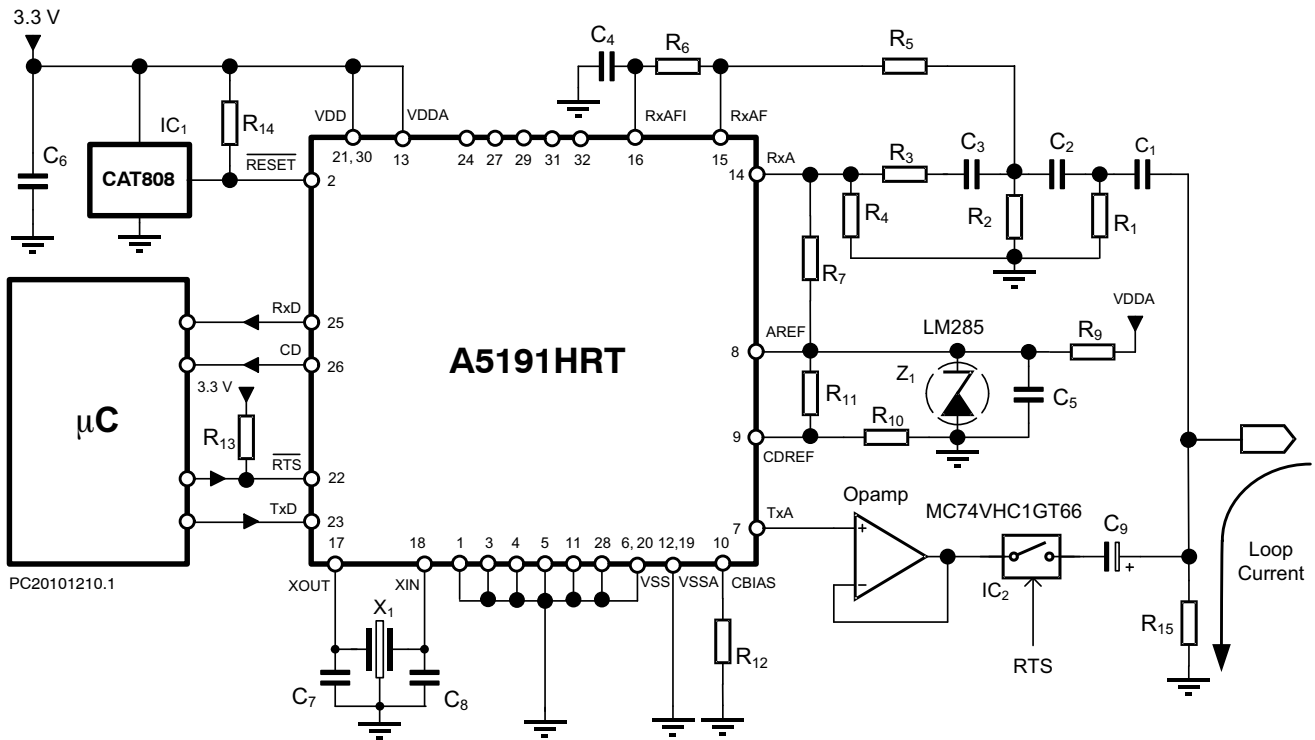 3.3 V
C4
R6
R5
VDD
VDDA
RxAFI
RxAF
IC1
R14
21, 30
13
24
27
29
31
32
16
15
RxA
C6
CAT808
RESET
2
14
R3
C3
C2
C1
R4
R2
R1
R7
VDDA
RxD
25
CD
26
3.3 V
R13
RTS
22
TxD
23
µC
A5191HRT
AREF
8
LM285
R9
Z1
R11
C5
9
CDREF
R10
TxA
7
Opamp
+
–
MC74VHC1GT66
C9
+
IC2
RTS
Loop
Current
R15
17
18
1
3
4
5
11
28
6, 20
12,19
10
XOUT
XIN
VSS
VSSA
CBIAS
PC20101210.1
X1
C7
C8
R12